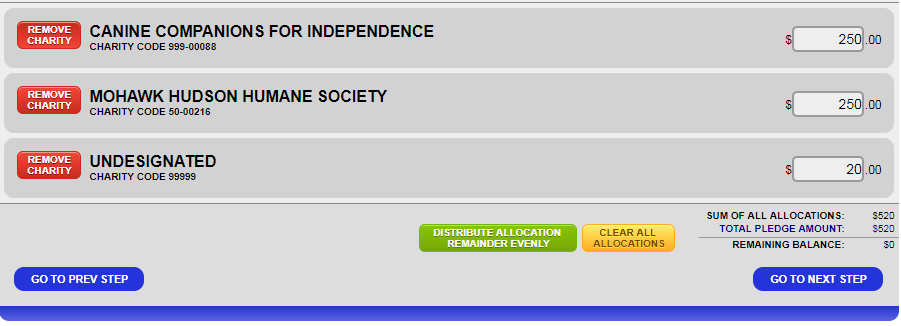 REMOVE
CHARITY
CANINE COMPANIONS FOR INDEPENDENCE
CHARITY CODE 999-00088
$ 250 .00
REMOVE
CHARITY
MOHAWK HUDSON HUMANE SOCIETY
CHARITY CODE 50-00216
$ 250 .00
REMOVE
CHARITY
UNDESIGNATED
CHARITY CODE 99999
$ 20 .00
DISTRIBUTE ALLOCATION
REMAINDER EVENLY
CLEAR ALL
ALLOCATIONS
SUM OF ALL ALLOCATIONS: $520
TOTAL PLEDGE AMOUNT: $520
REMAINING BALANCE: $0
GO TO PREV STEP
GO TO NEXT STEP